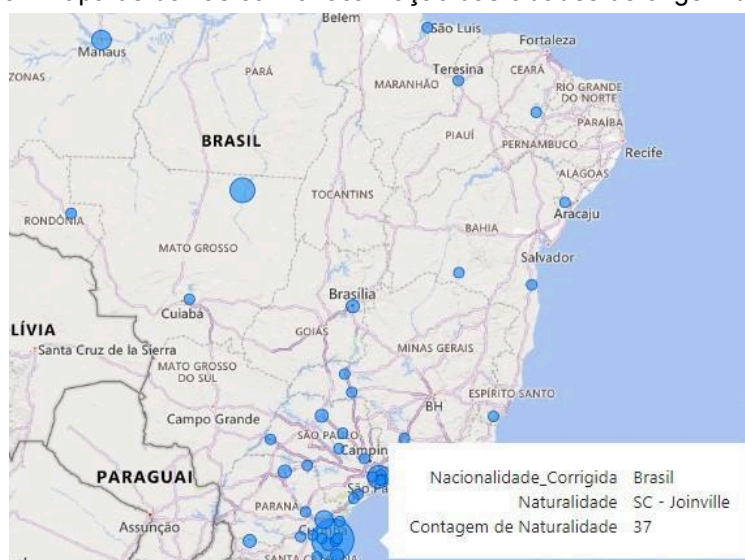 Belém
São Luís
Manaus
Fortaleza
ZONAS
PARÁ
Teresina
CEARÁ
MARANHÃO
RIO GRANDE
DO NORTE
PARAÍBA
BRASIL
PIAUÍ
PERNAMBUCO
Recife
ALAGOAS
TOCANTINS
Aracaju
RONDÔNIA
BAHIA
MATO GROSSO
Salvador
Brasília
Cuiabá
LÍVIA
GOIÁS
Santa Cruz de la Sierra
MINAS GERAIS
MATO GROSSO
DO SUL
ESPÍRITO SANTO
BH
Campo Grande
SÃO PAULO
Campin
PARAGUAI
São Pa
PARANÁ
Assunção
SANTA C
Nacionalidade_Corrigida Brasil
Naturalidade SC - Joinville
Contagem de Naturalidade 37